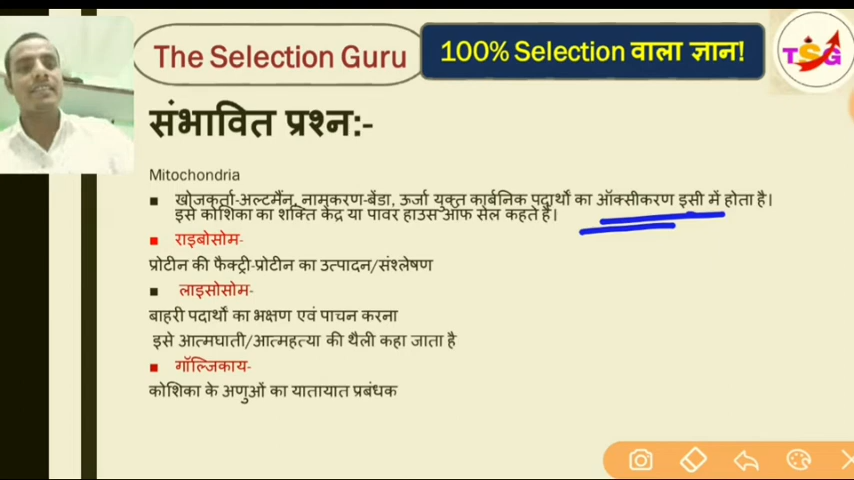 The Selection Guru
100% Selection वाला ज्ञान!
TSG
संभावित प्रश्न:-
Mitochondria
खोजकर्ता-अल्टमैंन, नामकरण-बेंडा, ऊर्जा युक्त कार्बनिक पदार्थों का ऑक्सीकरण इसी में होता है।
इसे कोशिका का शक्ति केंद्र या पावर हाउस ऑफ सेल कहते है।
राइबोसोम-
प्रोटीन की फैक्ट्री-प्रोटीन का उत्पादन/संश्लेषण
लाइसोसोम-
बाहरी पदार्थों का भक्षण एवं पाचन करना
इसे आत्मघाती/आत्महत्या की थैली कहा जाता है
गॉल्जिकाय-
कोशिका के अणुओं का यातायात प्रबंधक